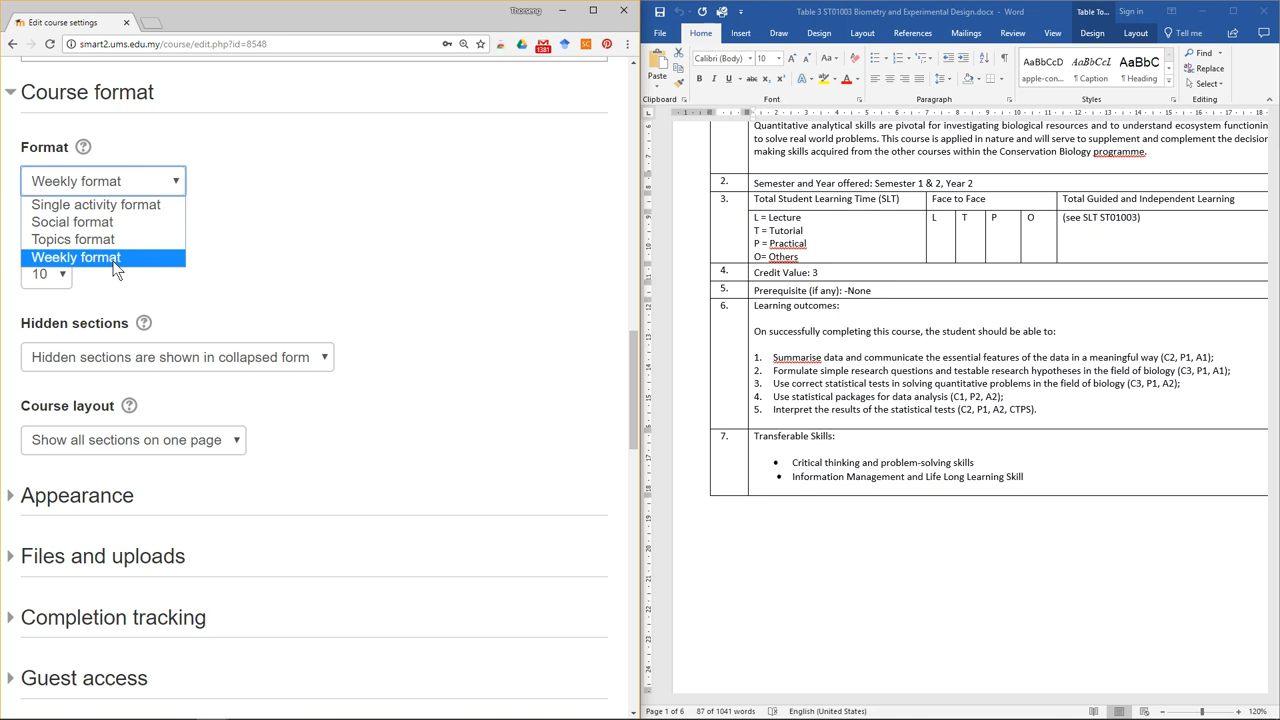 Edit course settings
Thorseng
smart2.ums.edu.my/course/edit.php?id=8548
1381
SC
Course format
Format
Weekly format
Single activity format
Social format
Topics format
Weekly format
10
Hidden sections
Hidden sections are shown in collapsed form
Course layout
Show all sections on one page
Appearance
Files and uploads
Completion tracking
Guest access
Table 3 ST01003 Biometry and Experimental Design.docx - Word
Table To...
Sign in
File Home Insert Draw Design Layout References Mailings Review View Design Layout Tell me
Paste
Calibri (Body) 10
AaBbCcD AaBbCcL AaBbC
apple-con... ¶ Caption ¶ Heading
Find
Replace
Select
Clipboard Font Paragraph Styles Editing
Quantitative analytical skills are pivotal for investigating biological resources and to understand ecosystem functionin
to solve real world problems. This course is applied in nature and will serve to supplement and complement the decision
making skills acquired from the other courses within the Conservation Biology programme.
2. Semester and Year offered: Semester 1 & 2, Year 2
3. Total Student Learning Time (SLT) Face to Face Total Guided and Independent Learning
L = Lecture L T P O (see SLT ST01003)
T = Tutorial
P = Practical
O= Others
4. Credit Value: 3
5. Prerequisite (if any): -None
6. Learning outcomes:
On successfully completing this course, the student should be able to:
1. Summarise data and communicate the essential features of the data in a meaningful way (C2, P1, A1);
2. Formulate simple research questions and testable research hypotheses in the field of biology (C3, P1, A1);
3. Use correct statistical tests in solving quantitative problems in the field of biology (C3, P1, A2);
4. Use statistical packages for data analysis (C1, P2, A2);
5. Interpret the results of the statistical tests (C2, P1, A2, CTPS).
7. Transferable Skills:
• Critical thinking and problem-solving skills
• Information Management and Life Long Learning Skill
Page 1 of 6 87 of 1041 words English (United States) 120%